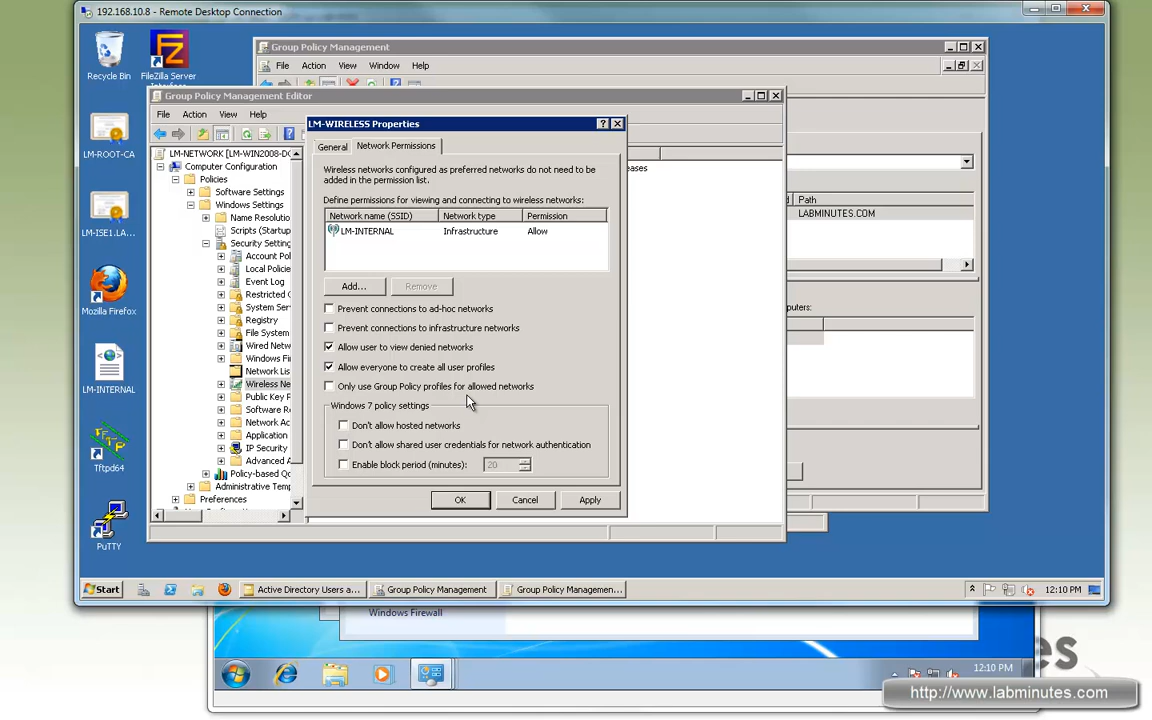 192.168.10.8 - Remote Desktop Connection
Recycle Bin
FileZilla Server
Interface
LM-ROOT-CA
LM-ISE1.LA...
Mozilla Firefox
LM-INTERNAL
Tftpd64
PuTTY
Group Policy Management
File Action View Window Help
Group Policy Management Editor
File Action View Help
LM-NETWORK [LM-WIN2008-DC
Computer Configuration
Policies
Software Settings
Windows Settings
Name Resolutio
Scripts (Startup
Security Setting
Account Pol
Local Policie
Event Log
Restricted G
System Ser
Registry
File System
Wired Netw
Windows Fir
Network Lis
Wireless Ne
Public Key P
Software R
Network Ac
Application
IP Security
Advanced A
Policy-based Qo
Administrative Temp
Preferences
LM-WIRELESS Properties
General Network Permissions
Wireless networks configured as preferred networks do not need to be
added in the permission list.
Define permissions for viewing and connecting to wireless networks:
Network name (SSID) Network type Permission
LM-INTERNAL Infrastructure Allow
Add... Remove
Prevent connections to ad-hoc networks
Prevent connections to infrastructure networks
Allow user to view denied networks
Allow everyone to create all user profiles
Only use Group Policy profiles for allowed networks
Windows 7 policy settings
Don't allow hosted networks
Don't allow shared user credentials for network authentication
Enable block period (minutes): 20
OK Cancel Apply
eases
Path
LABMINUTES.COM
puters:
Start Active Directory Users a... Group Policy Management Group Policy Managemen... 12:10 PM
Windows Firewall
12:10 PM
es
http://www.labminutes.com